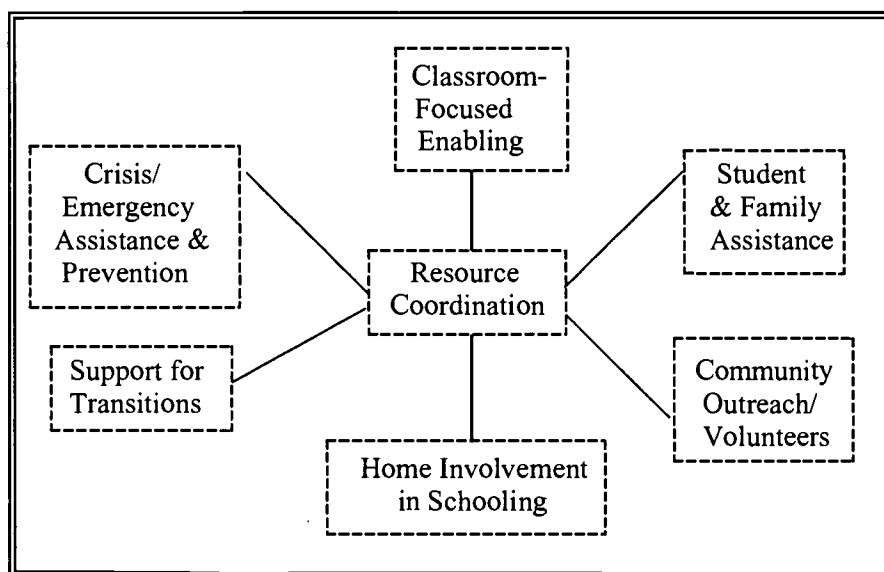 Classroom-
Focused
Enabling
Crisis/
Emergency
Assistance &
Prevention
Student
& Family
Assistance
Resource
Coordination
Support for
Transitions
Community
Outreach/
Volunteers
Home Involvement
in Schooling